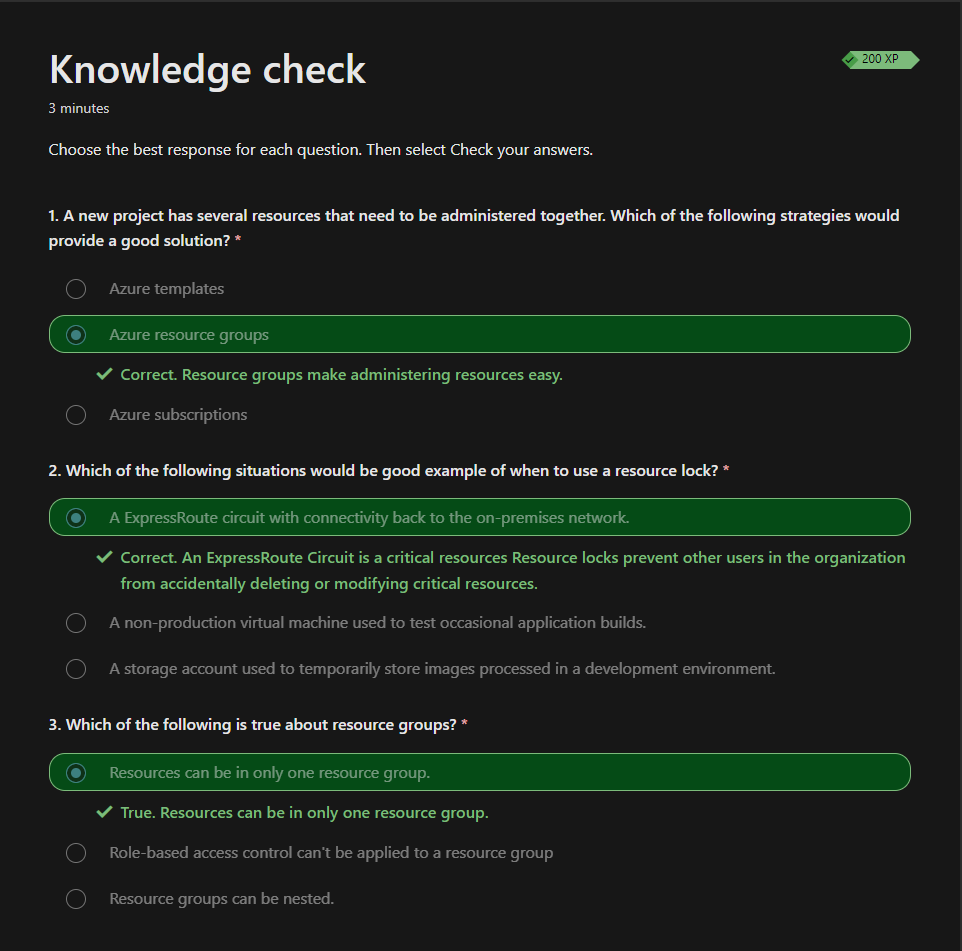 Knowledge check
200 XP
3 minutes
Choose the best response for each question. Then select Check your answers.
1. A new project has several resources that need to be administered together. Which of the following strategies would
provide a good solution? *
Azure templates
Azure resource groups
Correct. Resource groups make administering resources easy.
Azure subscriptions
2. Which of the following situations would be good example of when to use a resource lock? *
A ExpressRoute circuit with connectivity back to the on-premises network.
Correct. An ExpressRoute Circuit is a critical resources Resource locks prevent other users in the organization
from accidentally deleting or modifying critical resources.
A non-production virtual machine used to test occasional application builds.
A storage account used to temporarily store images processed in a development environment.
3. Which of the following is true about resource groups? *
Resources can be in only one resource group.
True. Resources can be in only one resource group.
Role-based access control can't be applied to a resource group
Resource groups can be nested.